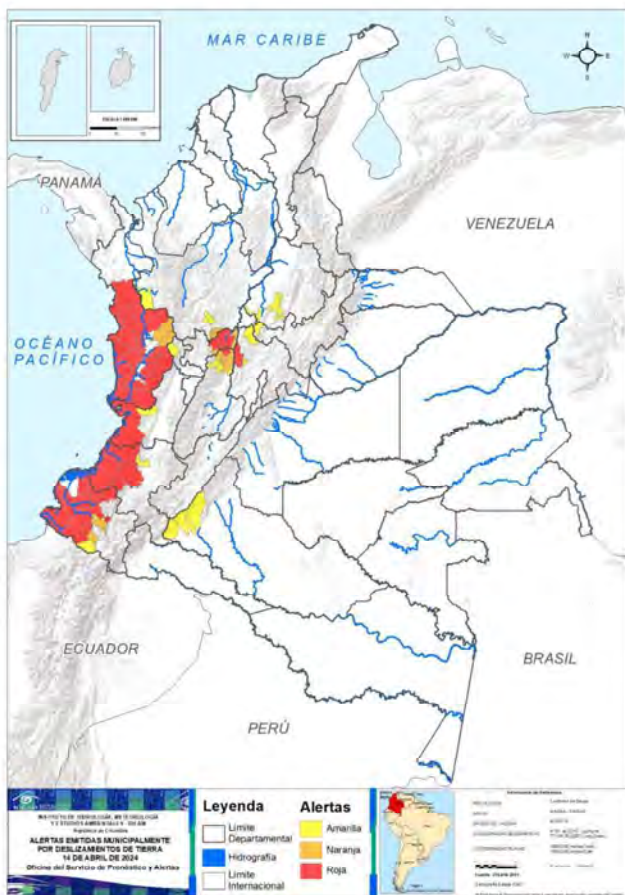 MAR CARIBE
N
W
E
S
PANAMÁ
VENEZUELA
OCÉANO
PACÍFICO
ECUADOR
BRASIL
PERÚ
INSTITUTO DE HIDROLOGÍA, METEOROLOGÍA
Y ESTUDIOS AMBIENTALES
República de Colombia
ALERTAS EMITIDAS MUNICIPALMENTE
POR DESLIZAMIENTOS DE TIERRA
14 DE ABRIL DE 2024
Oficina del Servicio de Pronóstico y Alertas
Leyenda
Límite
Departamental
Hidrografía
Límite
Internacional
Alertas
Amarilla
Naranja
Roja